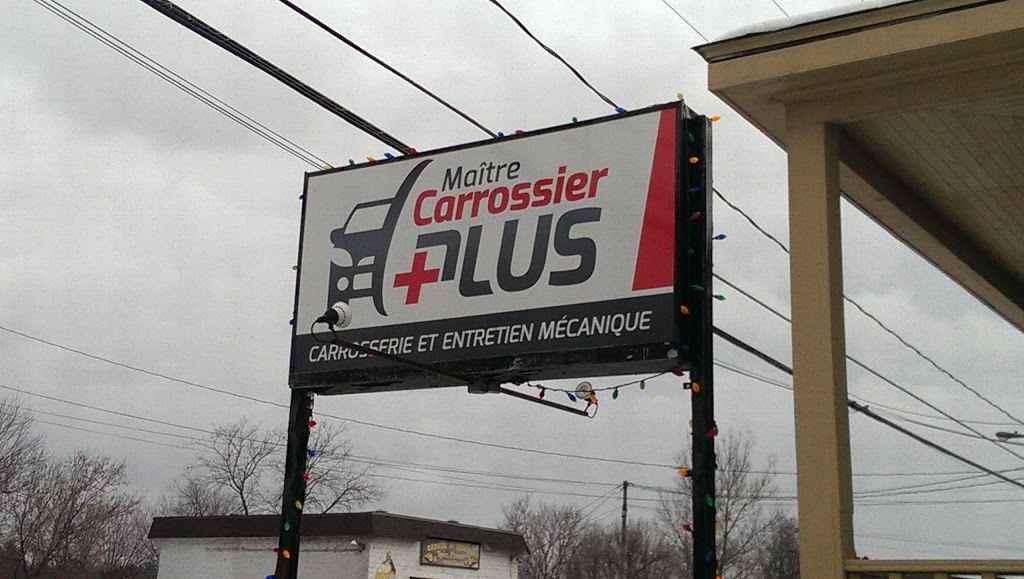 Maître
Carrossier
PLUS
CARROSSERIE ET ENTRETIEN MÉCANIQUE